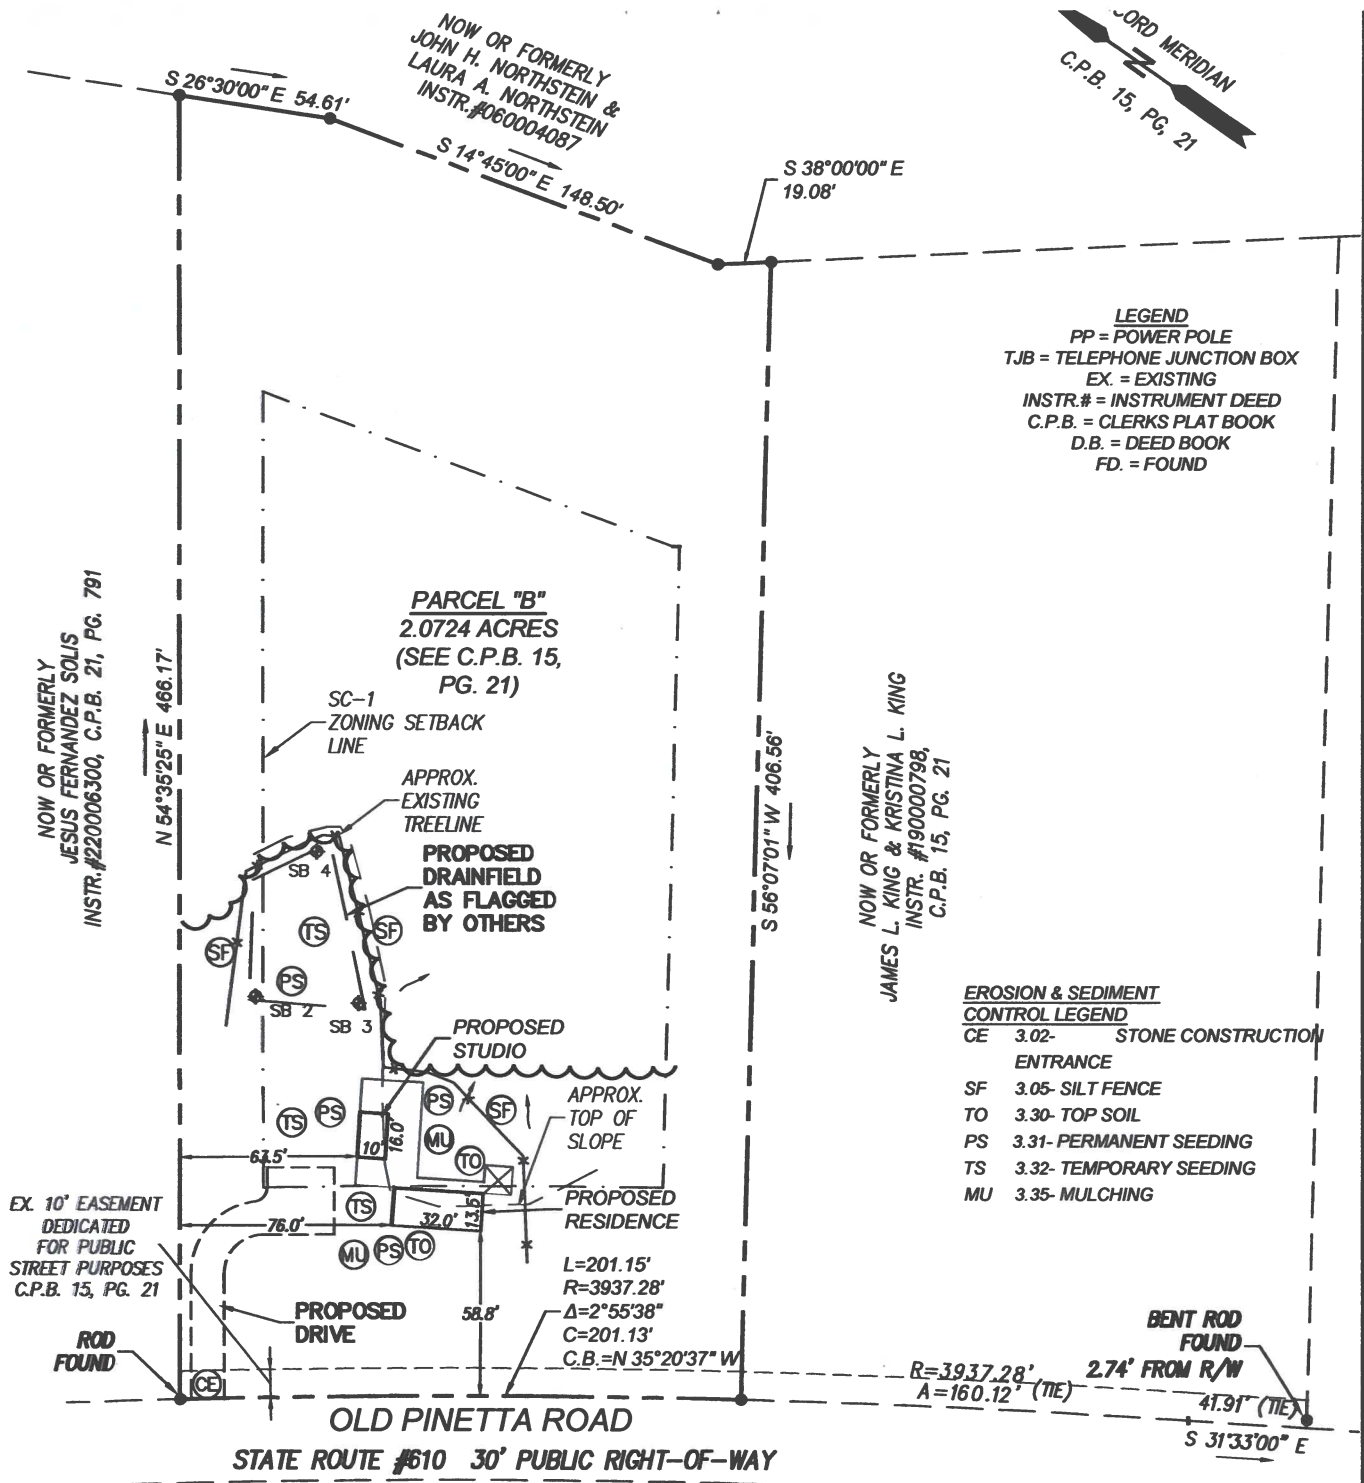 NOW OR FORMERLY
JOHN H. NORTHSTEIN &
LAURA A. NORTHSTEIN
INSTR.#060004087
CORD MERIDIAN
N
C.P.B. 15, PG, 21
S 26°30'00" E 54.61'
S 14°45'00" E 148.50'
S 38°00'00" E
19.08'
LEGEND
PP = POWER POLE
TJB = TELEPHONE JUNCTION BOX
EX. = EXISTING
INSTR.# = INSTRUMENT DEED
C.P.B. = CLERKS PLAT BOOK
D.B. = DEED BOOK
FD. = FOUND
NOW OR FORMERLY
JESUS FERNANDEZ SOLIS
INSTR.#220006300, C.P.B. 21, PG. 791
N 54°35'25" E 466.17'
PARCEL "B"
2.0724 ACRES
(SEE C.P.B. 15,
PG. 21)
SC-1
ZONING SETBACK
LINE
APPROX.
EXISTING
TREELINE
PROPOSED
DRAINFIELD
AS FLAGGED
BY OTHERS
S 56°07'01" W 406.56'
NOW OR FORMERLY
JAMES L. KING & KRISTINA L. KING
INSTR. #190000798,
C.P.B. 15, PG. 21
SB 4
TS
SF
SF
PS
SB 2
SB 3
EROSION & SEDIMENT
CONTROL LEGEND
CE 3.02- STONE CONSTRUCTION
ENTRANCE
SF 3.05- SILT FENCE
TO 3.30- TOP SOIL
PS 3.31- PERMANENT SEEDING
TS 3.32- TEMPORARY SEEDING
MU 3.35- MULCHING
PROPOSED
STUDIO
APPROX.
TOP OF
SLOPE
TS
PS
PS
SF
MU
TO
10'
16.0'
63.5'
TS
76.0'
32.0'
13.5'
PROPOSED
RESIDENCE
MU
PS
TO
EX. 10' EASEMENT
DEDICATED
FOR PUBLIC
STREET PURPOSES
C.P.B. 15, PG. 21
L=201.15'
R=3937.28'
Δ=2°55'38"
C=201.13'
C.B.=N 35°20'37" W
58.8'
PROPOSED
DRIVE
ROD
FOUND
CE
BENT ROD
FOUND
2.74' FROM R/W
R=3937.28'
A=160.12' (TIE)
41.91' (TIE)
S 31°33'00" E
OLD PINETTA ROAD
STATE ROUTE #610 30' PUBLIC RIGHT-OF-WAY